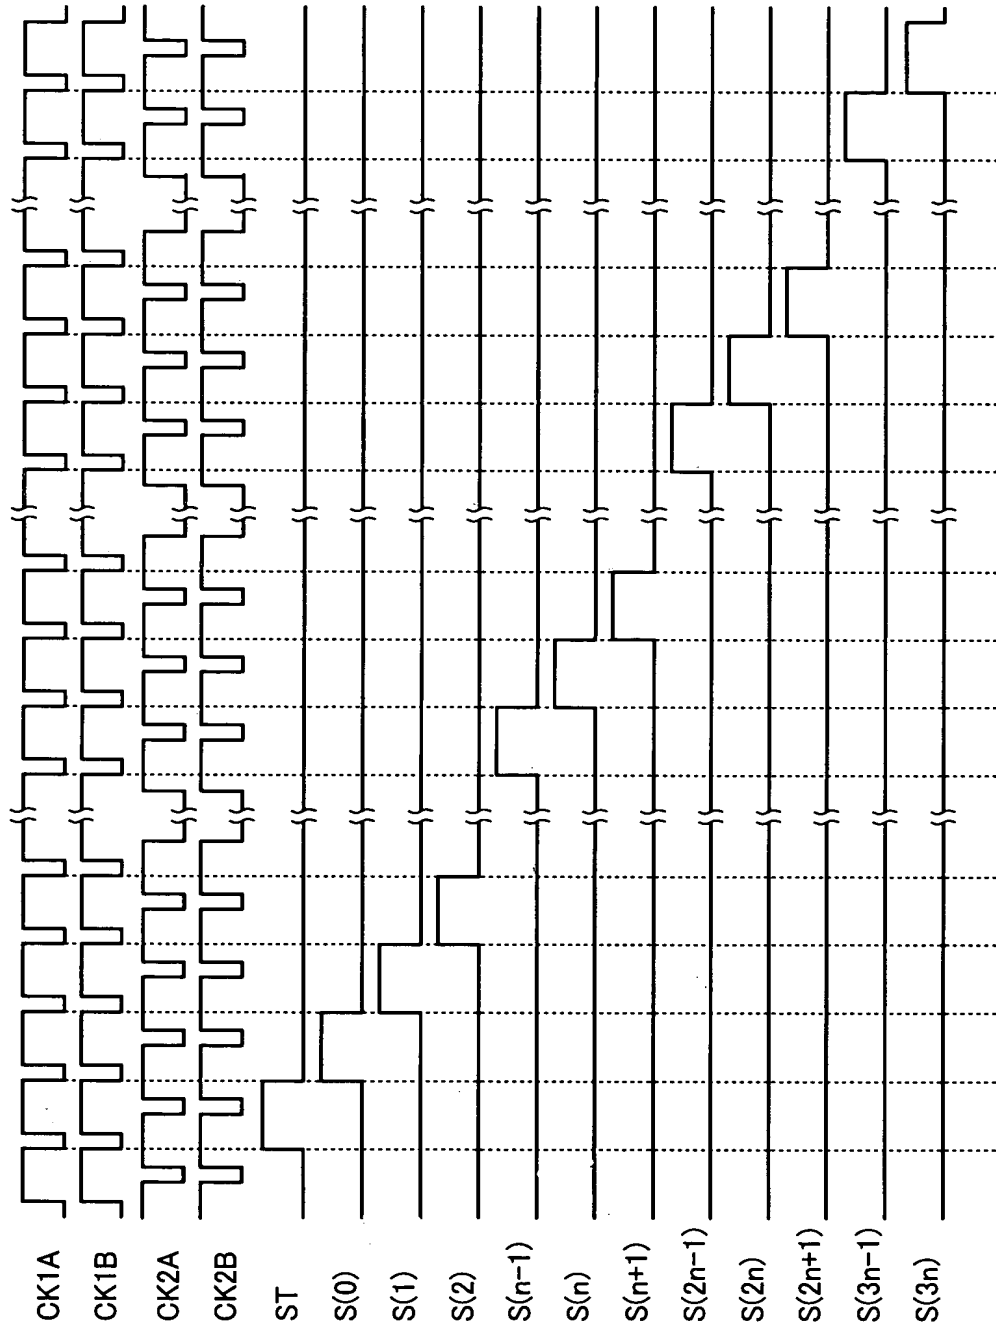 CK1A
CK1B
CK2A
CK2B
ST
S(0)
S(1)
S(2)
S(n-1)
S(n)
S(n+1)
S(2n-1)
S(2n)
S(2n+1)
S(3n-1)
S(3n)